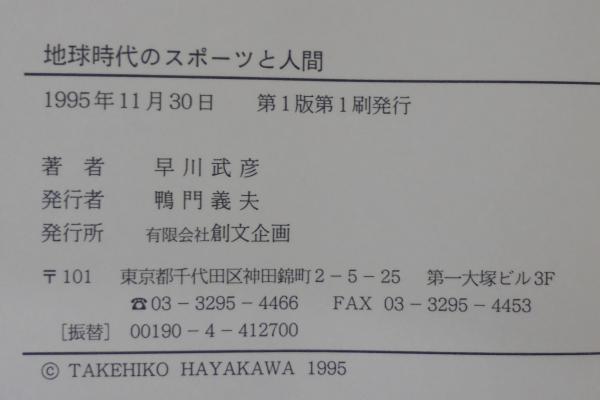 地球時代のスポーツと人間
1995年11月30日　第1版第1刷発行
著者　早川武彦
発行者　鴨門義夫
発行所　有限会社創文企画
〒101　東京都千代田区神田錦町2-5-25　第一大塚ビル3F
☎03-3295-4466　FAX 03-3295-4453
[振替]　00190-4-412700
© TAKEHIKO HAYAKAWA 1995